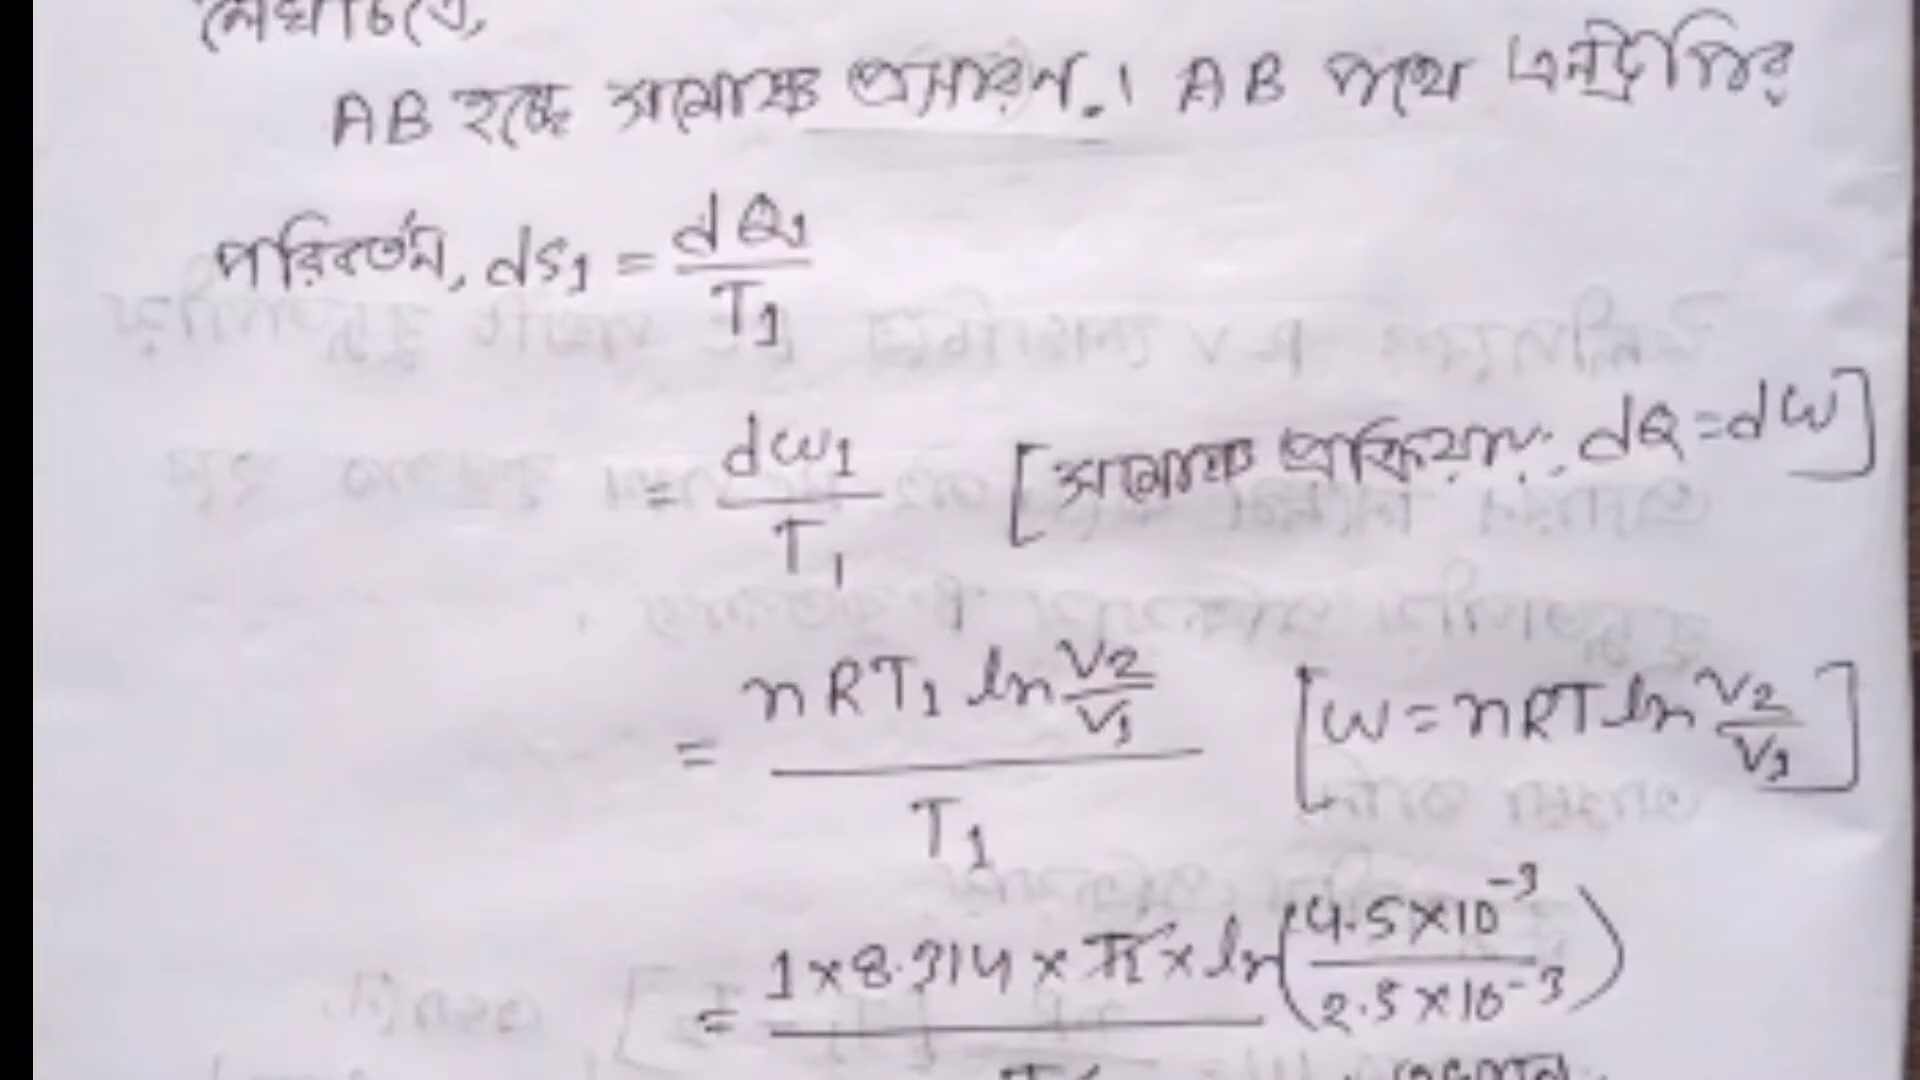 লেখচিত্রে,
AB হচ্ছে সমোষ্ণ প্রসারণ। AB পথে এনট্রপির
পরিবর্তন, ds₁ = dQ₁/T₁
= dw₁/T₁ [সমোষ্ণ প্রক্রিয়ায়, dQ = dW]
= nRT₁ ln V₂/V₁ / T₁ [W = nRT ln V₂/V₁]
= 1×8.314× T₁ × ln(4.5×10⁻³/2.5×10⁻³)